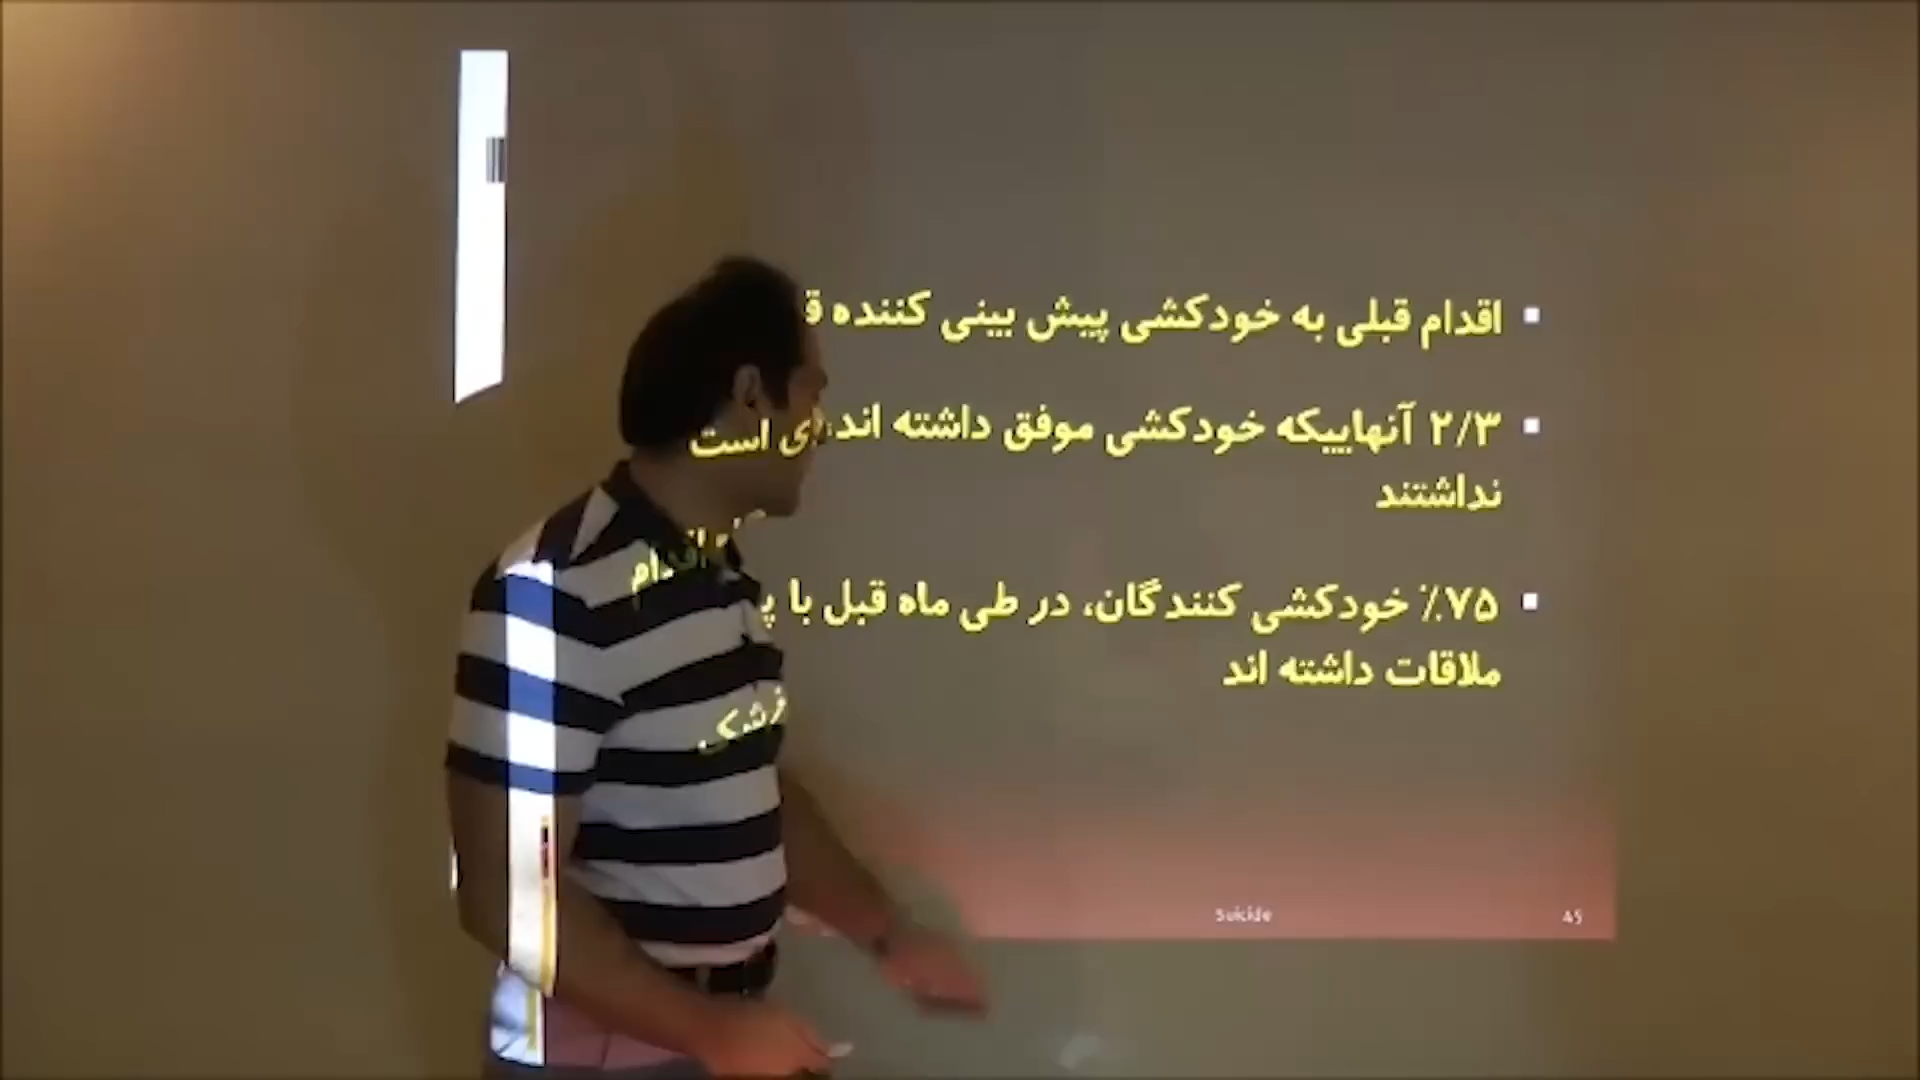 اقدام قبلی به خودکشی پیش بینی کننده
است
۲/۳ آنهاییکه خودکشی موفق داشته اند،
اقدام
نداشتند
۷۵٪ خودکشی کنندگان، در طی ماه قبل با
ملاقات داشته اند
Suicide
45